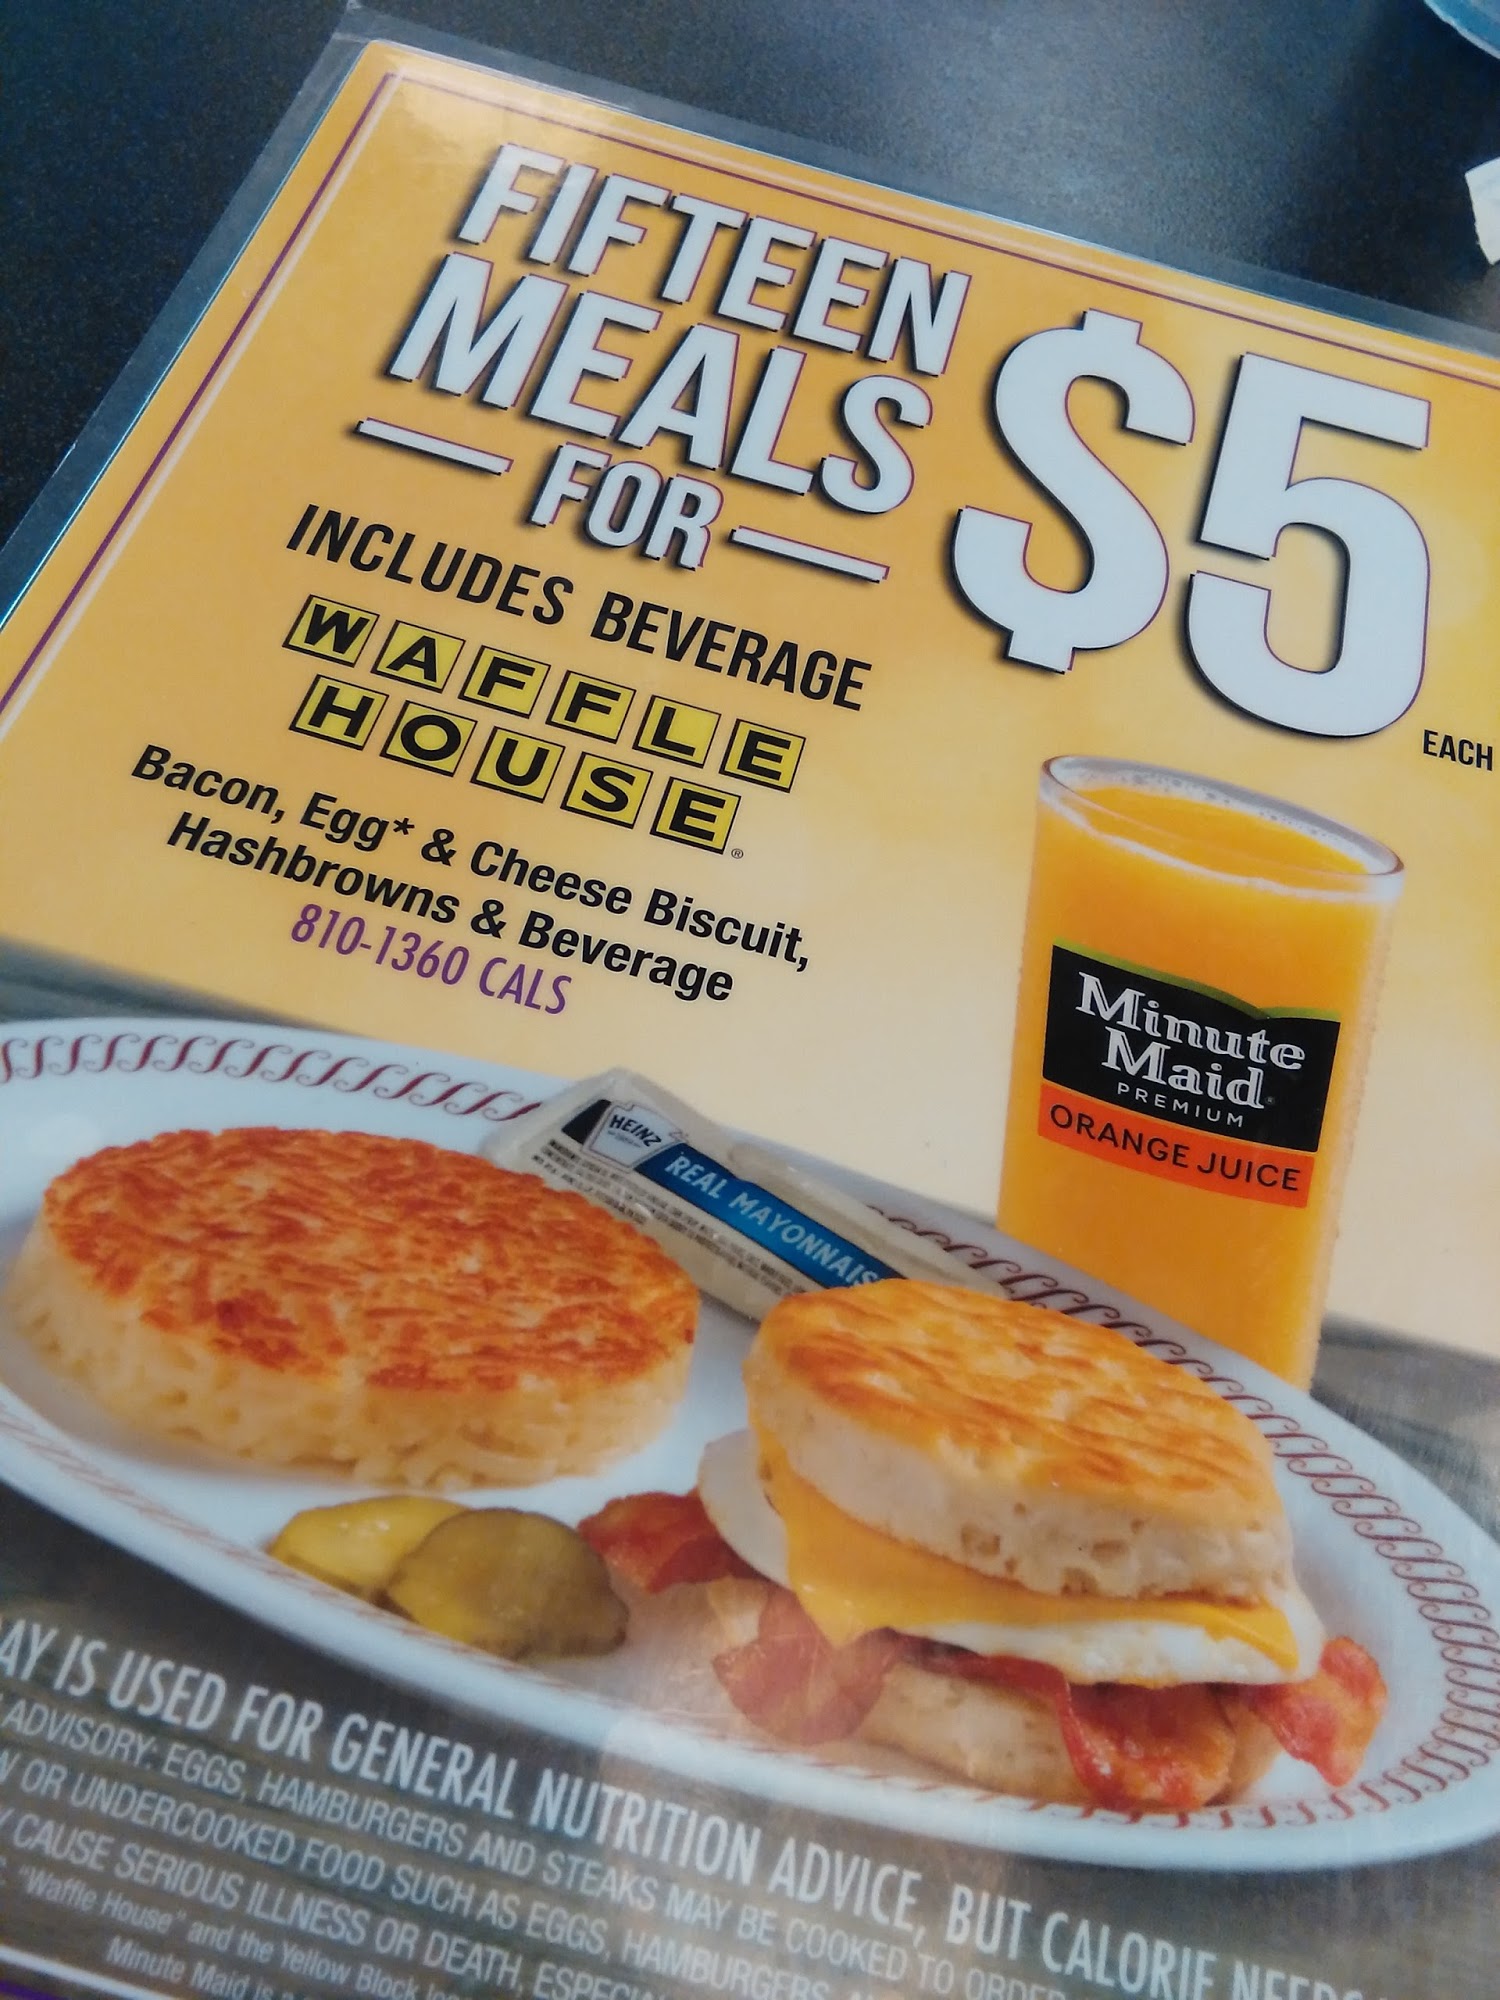 FIFTEEN
MEALS
FOR
$5
EACH
INCLUDES BEVERAGE
WAFFLE
HOUSE®
Bacon, Egg* & Cheese Biscuit,
Hashbrowns & Beverage
810-1360 CALS
Minute
Maid®
PREMIUM
ORANGE JUICE
HEINZ
REAL MAYONNAIS
AY IS USED FOR GENERAL NUTRITION ADVICE, BUT CALORIE NEEDS
ADVISORY: EGGS, HAMBURGERS AND STEAKS MAY BE COOKED TO ORDER
OR UNDERCOOKED FOOD SUCH AS EGGS, HAMBURGERS
CAUSE SERIOUS ILLNESS OR DEATH, ESPECIA
"Waffle House" and the Yellow Block
Minute Maid is